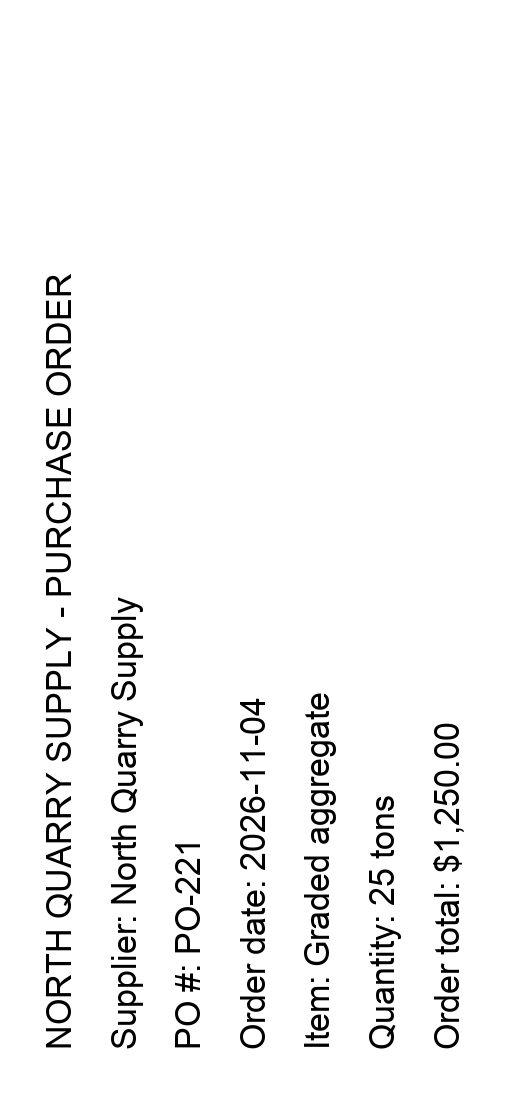 NORTH QUARRY SUPPLY - PURCHASE ORDER
Supplier: North Quarry Supply
PO #: PO-221
Order date: 2026-11-04
Item: Graded aggregate
Quantity: 25 tons
Order total: $1,250.00